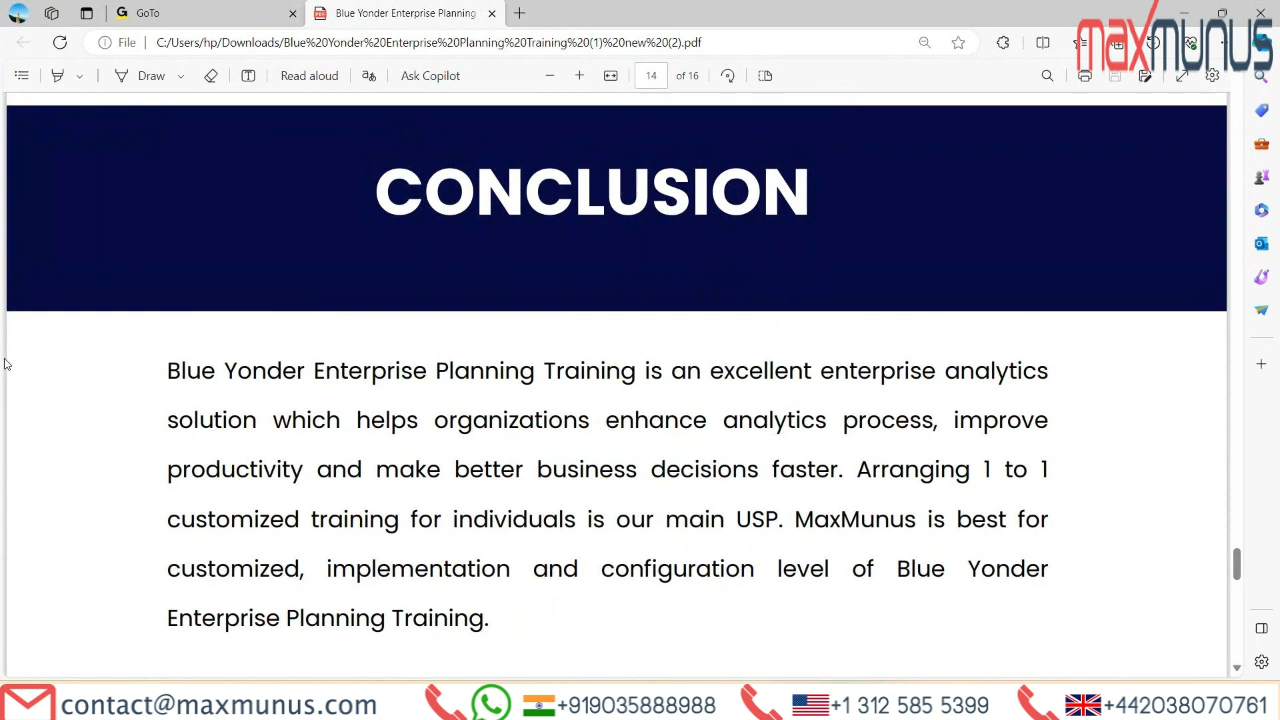 GoTo
Blue Yonder Enterprise Planning
File
C:/Users/hp/Downloads/Blue%20Yonder%20Enterprise%20Planning%20Training%20(1)%20new%20(2).pdf
maxmunus
Draw
Read aloud
Ask Copilot
14
of 16
CONCLUSION
Blue Yonder Enterprise Planning Training is an excellent enterprise analytics
solution which helps organizations enhance analytics process, improve
productivity and make better business decisions faster. Arranging 1 to 1
customized training for individuals is our main USP. MaxMunus is best for
customized, implementation and configuration level of Blue Yonder
Enterprise Planning Training.
contact@maxmunus.com
+919035888988
+1 312 585 5399
+442038070761